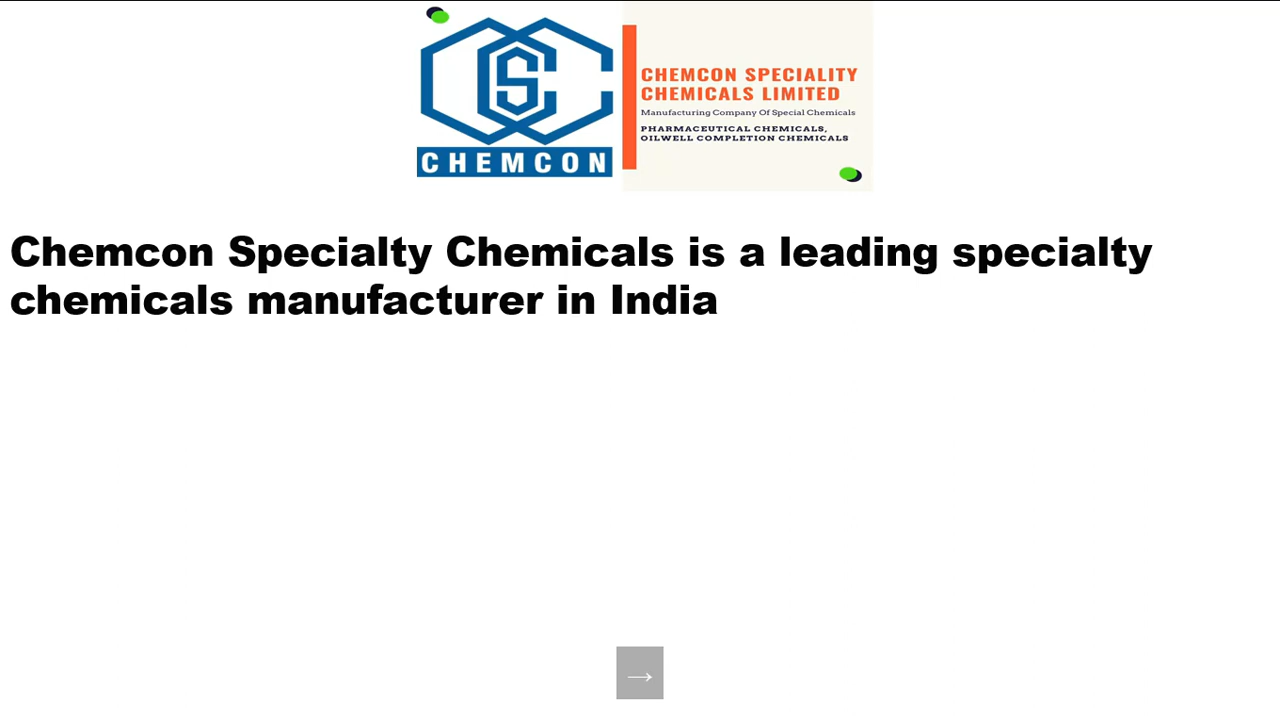 CSC
CHEMCON
CHEMCON SPECIALITY
CHEMICALS LIMITED
Manufacturing Company Of Special Chemicals
PHARMACEUTICAL CHEMICALS,
OILWELL COMPLETION CHEMICALS
Chemcon Specialty Chemicals is a leading specialty
chemicals manufacturer in India
→